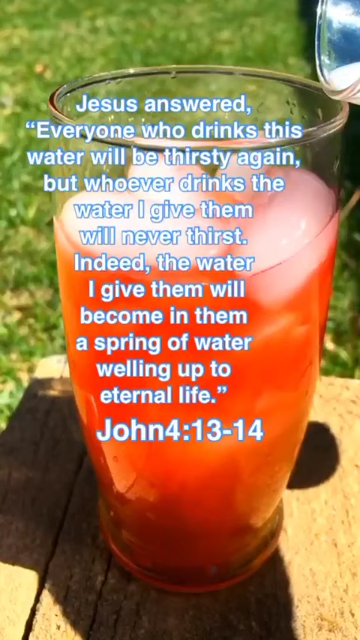 Jesus answered,
“Everyone who drinks this
water will be thirsty again,
but whoever drinks the
water I give them
will never thirst.
Indeed, the water
I give them will
become in them
a spring of water
welling up to
eternal life.”
John4:13-14